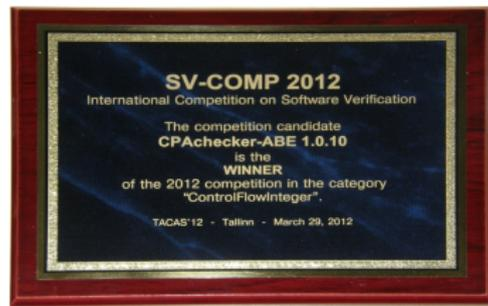 SV-COMP 2012
International Competition on Software Verification
The competition candidate
CPAchecker-ABE 1.0.10
is the
WINNER
of the 2012 competition in the category
"ControlFlowInteger".
TACAS'12 - Tallinn - March 29, 2012